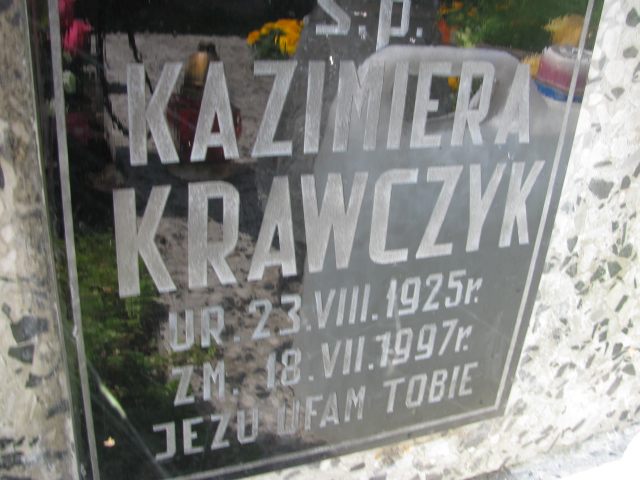 Ś.P.
KAZIMIERA
KRAWCZYK
UR. 23.VIII.1925r.
ZM. 18.VII.1997r.
JEZU UFAM TOBIE